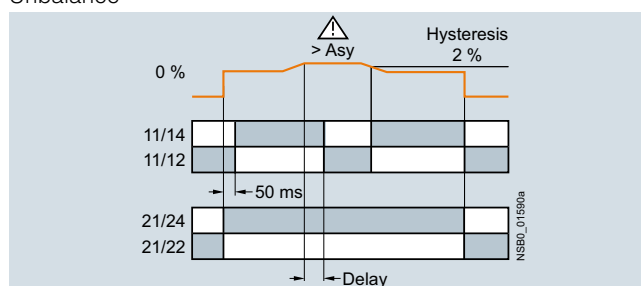 Unbalance
Hysteresis
> Asy
2 %
0 %
11/14
11/12
50 ms
21/24
21/22
Delay
NSB0_01590a